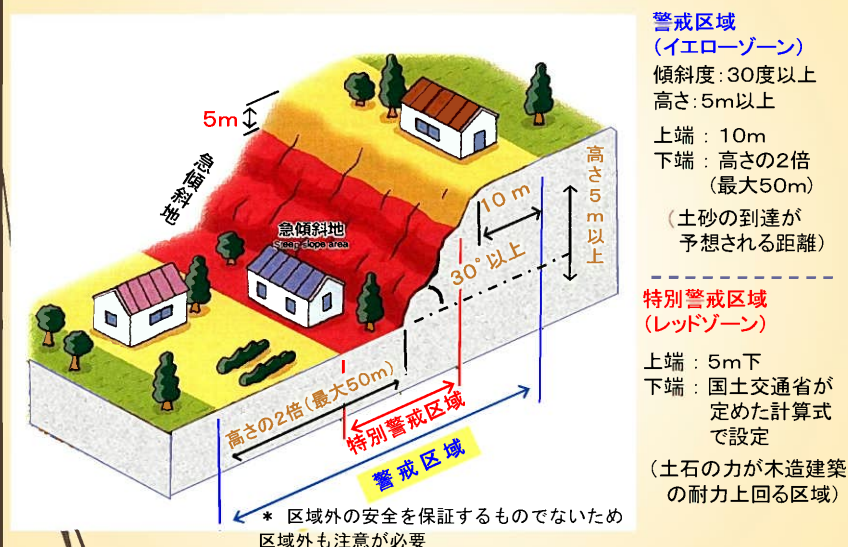 警戒区域
(イエローゾーン)
傾斜度:30度以上
高さ:5m以上
上端 : 10m
下端 : 高さの2倍
(最大50m)
(土砂の到達が
予想される距離)
特別警戒区域
(レッドゾーン)
上端 : 5m下
下端 : 国土交通省が
定めた計算式
で設定
(土石の力が木造建築
の耐力上回る区域)
5m
急傾斜地
急傾斜地
Steep slope area
10 m
高さ5m以上
30°以上
高さの2倍(最大50m)
特別警戒区域
警戒区域
* 区域外の安全を保証するものでないため
区域外も注意が必要